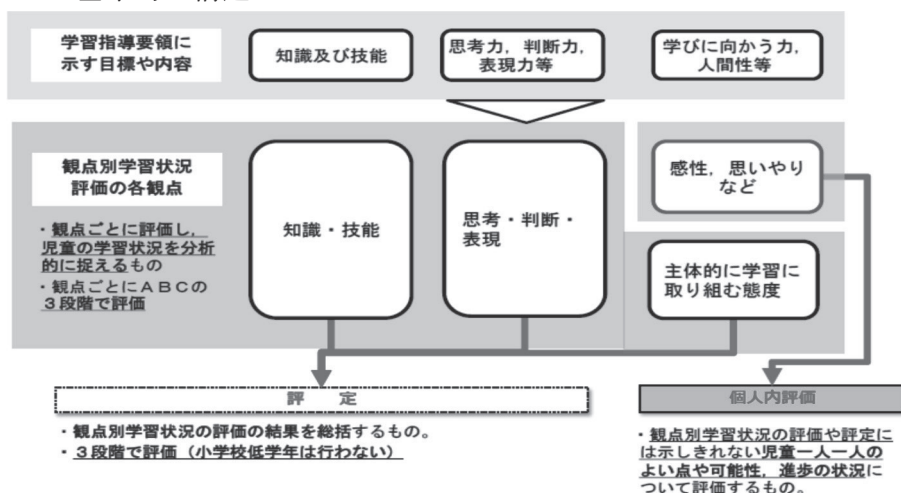 学習指導要領に
示す目標や内容
知識及び技能
思考力，判断力，
表現力等
学びに向かう力，
人間性等
観点別学習状況
評価の各観点
・観点ごとに評価し，
児童の学習状況を分析
的に捉えるもの
・観点ごとにＡＢＣの
３段階で評価
知識・技能
思考・判断・
表現
感性，思いやり
など
主体的に学習に
取り組む態度
評　定
・観点別学習状況の評価の結果を総括するもの。
・３段階で評価（小学校低学年は行わない）
個人内評価
・観点別学習状況の評価や評定に
は示しきれない児童一人一人の
よい点や可能性，進歩の状況に
ついて評価するもの。